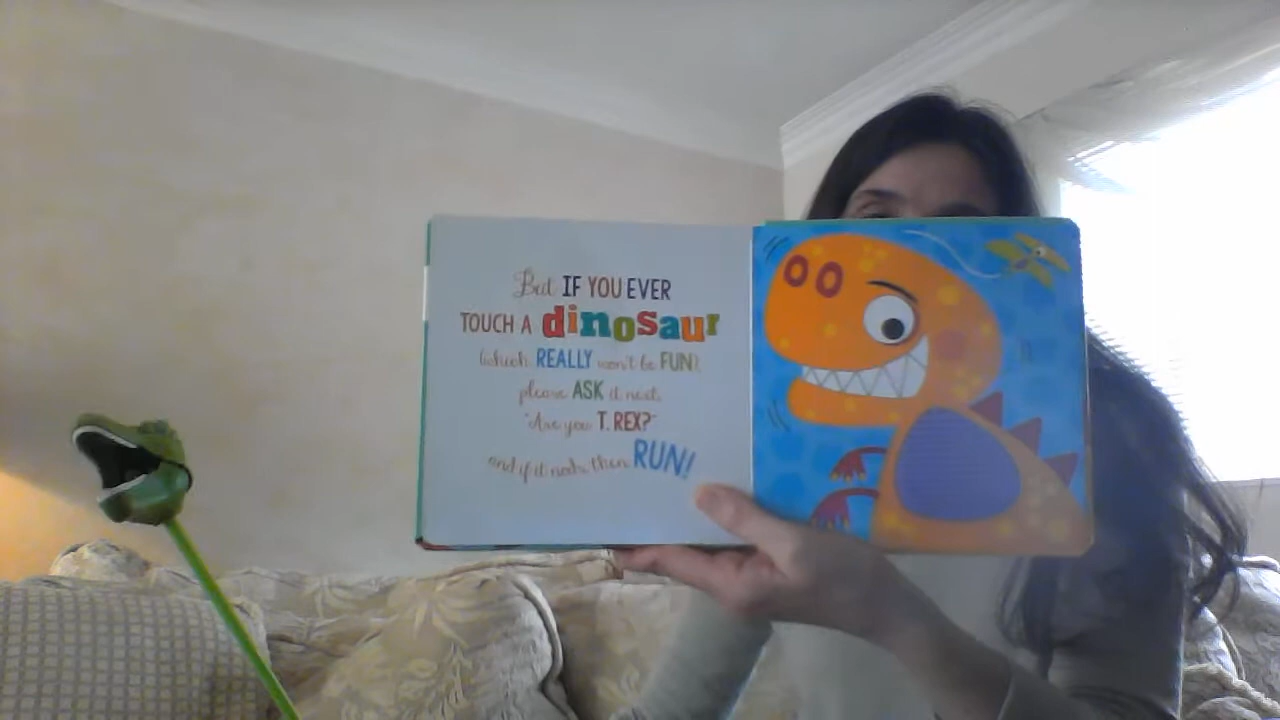 But IF YOU EVER
TOUCH A dinosaur
(which REALLY won't be FUN),
please ASK it next,
"Are you T. REX?"
and if it nods, then RUN!